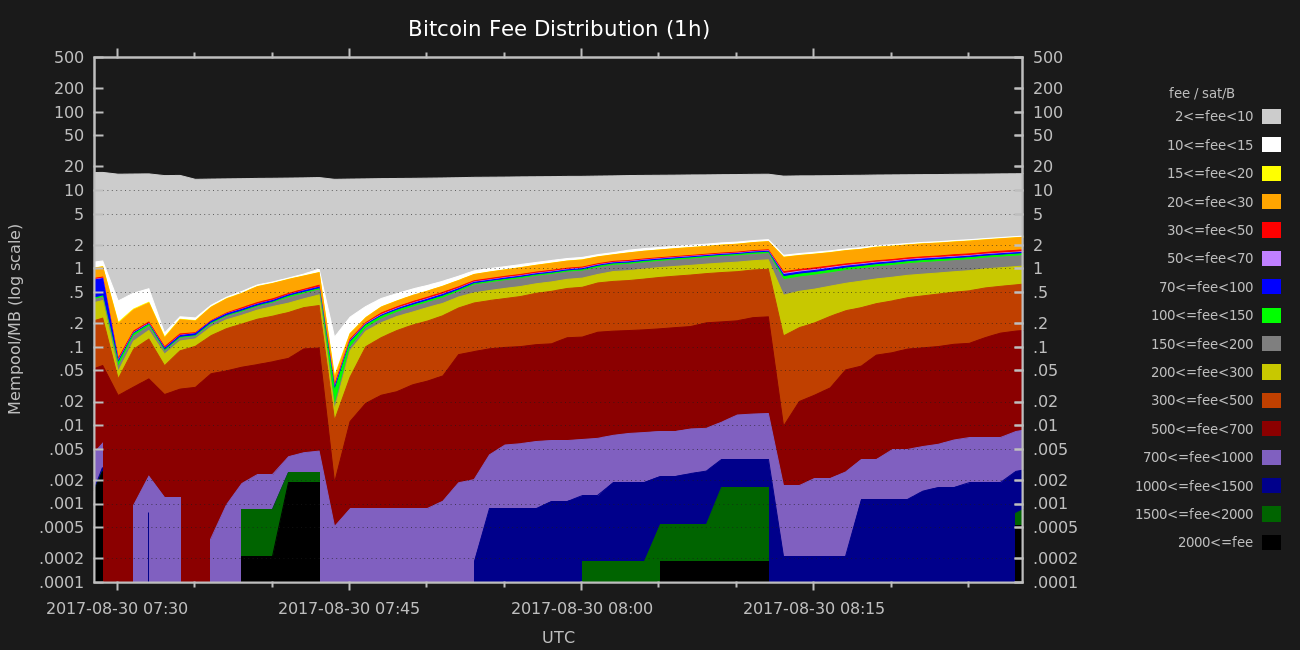 Bitcoin Fee Distribution (1h)
Mempool/MB (log scale)
500
200
100
50
20
10
5
2
1
.5
.2
.1
.05
.02
.01
.005
.002
.001
.0005
.0002
.0001
500
200
100
50
20
10
5
2
1
.5
.2
.1
.05
.02
.01
.005
.002
.001
.0005
.0002
.0001
fee / sat/B
2<=fee<10
10<=fee<15
15<=fee<20
20<=fee<30
30<=fee<50
50<=fee<70
70<=fee<100
100<=fee<150
150<=fee<200
200<=fee<300
300<=fee<500
500<=fee<700
700<=fee<1000
1000<=fee<1500
1500<=fee<2000
2000<=fee
2017-08-30 07:30 2017-08-30 07:45 2017-08-30 08:00 2017-08-30 08:15
UTC